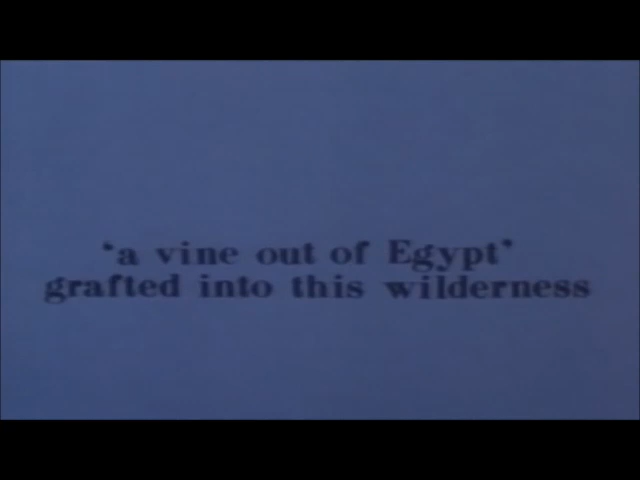 ‘a vine out of Egypt’
grafted into this wilderness